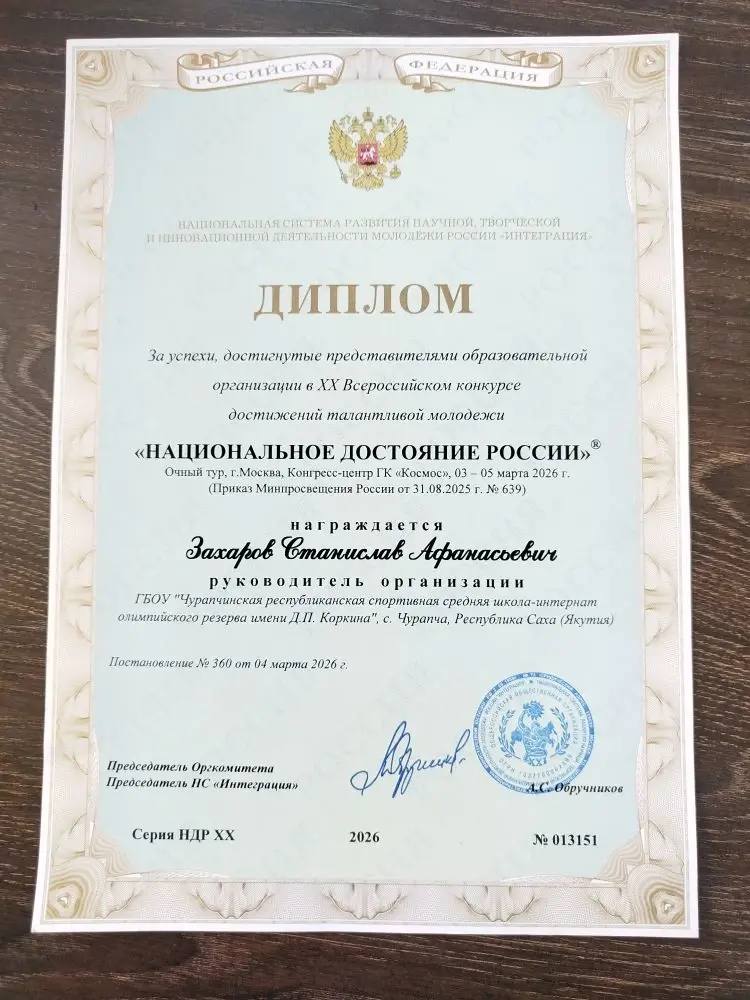 РОССИЙСКАЯ ФЕДЕРАЦИЯ
НАЦИОНАЛЬНАЯ СИСТЕМА РАЗВИТИЯ НАУЧНОЙ, ТВОРЧЕСКОЙ
И ИННОВАЦИОННОЙ ДЕЯТЕЛЬНОСТИ МОЛОДЁЖИ РОССИИ «ИНТЕГРАЦИЯ»
ДИПЛОМ
За успехи, достигнутые представителями образовательной
организации в XX Всероссийском конкурсе
достижений талантливой молодежи
«НАЦИОНАЛЬНОЕ ДОСТОЯНИЕ РОССИИ»®
Очный тур, г.Москва, Конгресс-центр ГК «Космос», 03 – 05 марта 2026 г.
(Приказ Минпросвещения России от 31.08.2025 г. № 639)
награждается
Захаров Станислав Афанасьевич
руководитель организации
ГБОУ "Чурапчинская республиканская спортивная средняя школа-интернат
олимпийского резерва имени Д.П. Коркина", с. Чурапча, Республика Саха (Якутия)
Постановление № 360 от 04 марта 2026 г.
Председатель Оргкомитета
Председатель НС «Интеграция»
А.С. Обручников
XXI
Серия НДР XX 2026 № 013151